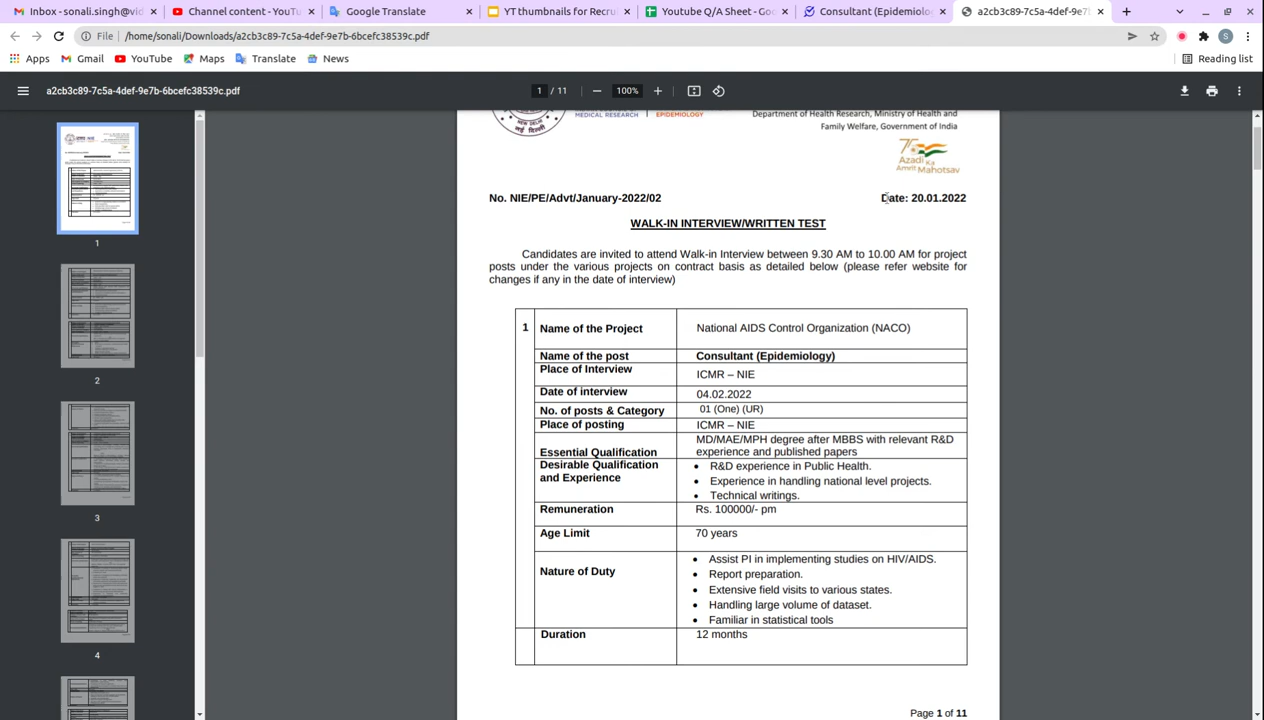 Inbox - sonali.singh@vid
Channel content - YouTu
Google Translate
YT thumbnails for Recru
Youtube Q/A Sheet - Goo
Consultant (Epidemiolo
a2cb3c89-7c5a-4def-9e7
File /home/sonali/Downloads/a2cb3c89-7c5a-4def-9e7b-6bcefc38539c.pdf
S
Apps Gmail YouTube Maps Translate News Reading list
a2cb3c89-7c5a-4def-9e7b-6bcefc38539c.pdf 1 / 11 100%
1
2
3
4
NEW DELHI
नई दिल्ली
MEDICAL RESEARCH EPIDEMIOLOGY
Department of Health Research, Ministry of Health and
Family Welfare, Government of India
Azadi Ka
Amrit Mahotsav
No. NIE/PE/Advt/January-2022/02 Date: 20.01.2022
WALK-IN INTERVIEW/WRITTEN TEST
Candidates are invited to attend Walk-in Interview between 9.30 AM to 10.00 AM for project
posts under the various projects on contract basis as detailed below (please refer website for
changes if any in the date of interview)
1 Name of the Project National AIDS Control Organization (NACO)
Name of the post Consultant (Epidemiology)
Place of Interview ICMR – NIE
Date of interview 04.02.2022
No. of posts & Category 01 (One) (UR)
Place of posting ICMR – NIE
Essential Qualification MD/MAE/MPH degree after MBBS with relevant R&D
experience and published papers
Desirable Qualification
and Experience
• R&D experience in Public Health.
• Experience in handling national level projects.
• Technical writings.
Remuneration Rs. 100000/- pm
Age Limit 70 years
Nature of Duty
• Assist PI in implementing studies on HIV/AIDS.
• Report preparation.
• Extensive field visits to various states.
• Handling large volume of dataset.
• Familiar in statistical tools
Duration 12 months
Page 1 of 11